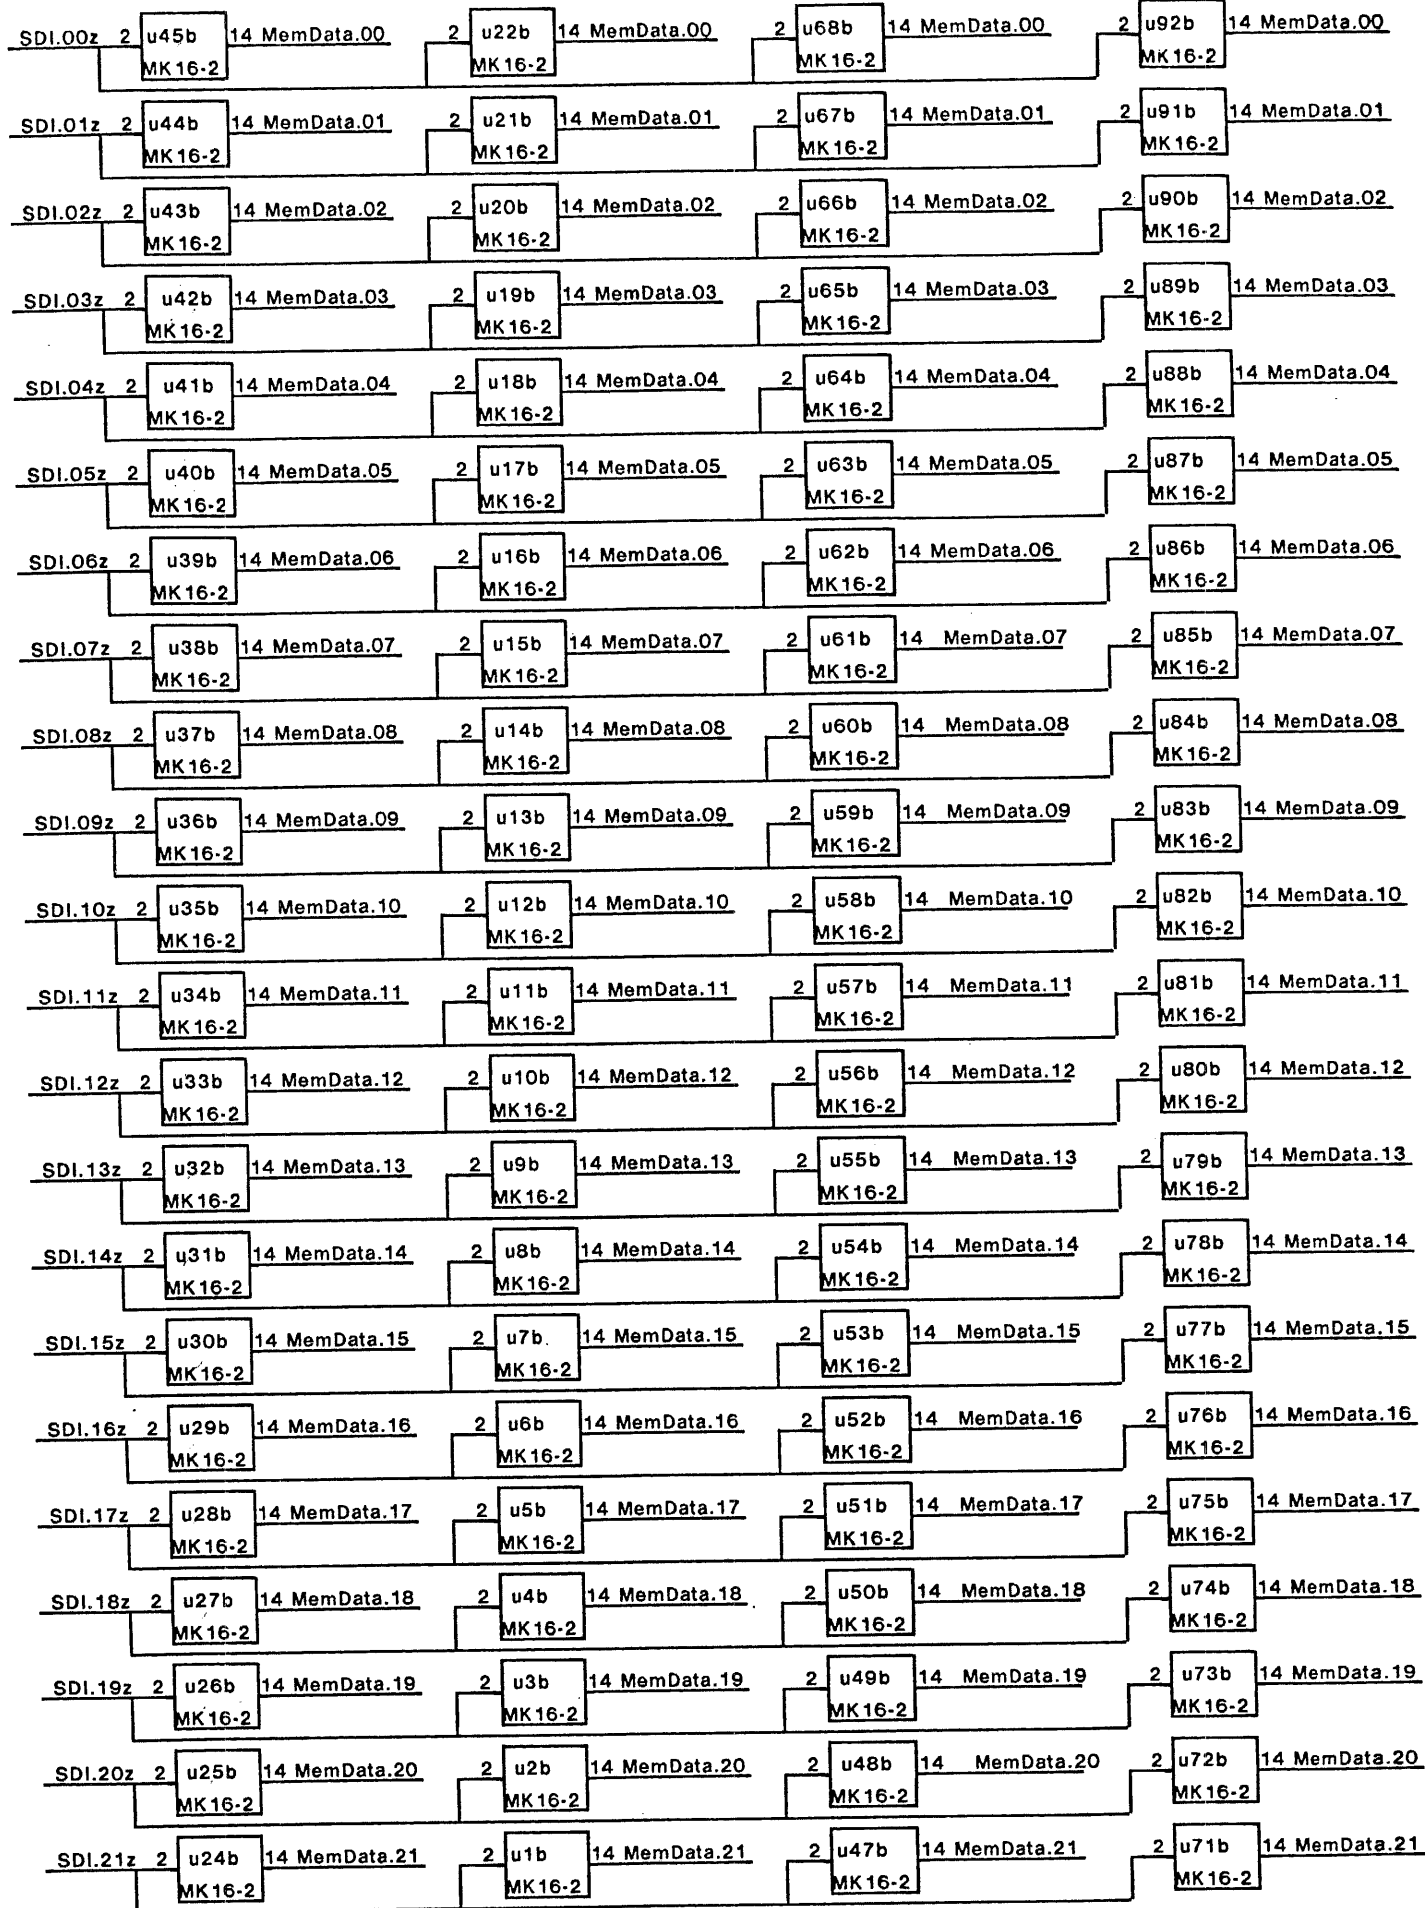 SDI.00z 2 u45b 14 MemData.00 2 u22b 14 MemData.00 2 u68b 14 MemData.00 2 u92b 14 MemData.00
MK16-2 MK16-2 MK16-2 MK16-2
SDI.01z 2 u44b 14 MemData.01 2 u21b 14 MemData.01 2 u67b 14 MemData.01 2 u91b 14 MemData.01
MK16-2 MK16-2 MK16-2 MK16-2
SDI.02z 2 u43b 14 MemData.02 2 u20b 14 MemData.02 2 u66b 14 MemData.02 2 u90b 14 MemData.02
MK16-2 MK16-2 MK16-2 MK16-2
SDI.03z 2 u42b 14 MemData.03 2 u19b 14 MemData.03 2 u65b 14 MemData.03 2 u89b 14 MemData.03
MK16-2 MK16-2 MK16-2 MK16-2
SDI.04z 2 u41b 14 MemData.04 2 u18b 14 MemData.04 2 u64b 14 MemData.04 2 u88b 14 MemData.04
MK16-2 MK16-2 MK16-2 MK16-2
SDI.05z 2 u40b 14 MemData.05 2 u17b 14 MemData.05 2 u63b 14 MemData.05 2 u87b 14 MemData.05
MK16-2 MK16-2 MK16-2 MK16-2
SDI.06z 2 u39b 14 MemData.06 2 u16b 14 MemData.06 2 u62b 14 MemData.06 2 u86b 14 MemData.06
MK16-2 MK16-2 MK16-2 MK16-2
SDI.07z 2 u38b 14 MemData.07 2 u15b 14 MemData.07 2 u61b 14 MemData.07 2 u85b 14 MemData.07
MK16-2 MK16-2 MK16-2 MK16-2
SDI.08z 2 u37b 14 MemData.08 2 u14b 14 MemData.08 2 u60b 14 MemData.08 2 u84b 14 MemData.08
MK16-2 MK16-2 MK16-2 MK16-2
SDI.09z 2 u36b 14 MemData.09 2 u13b 14 MemData.09 2 u59b 14 MemData.09 2 u83b 14 MemData.09
MK16-2 MK16-2 MK16-2 MK16-2
SDI.10z 2 u35b 14 MemData.10 2 u12b 14 MemData.10 2 u58b 14 MemData.10 2 u82b 14 MemData.10
MK16-2 MK16-2 MK16-2 MK16-2
SDI.11z 2 u34b 14 MemData.11 2 u11b 14 MemData.11 2 u57b 14 MemData.11 2 u81b 14 MemData.11
MK16-2 MK16-2 MK16-2 MK16-2
SDI.12z 2 u33b 14 MemData.12 2 u10b 14 MemData.12 2 u56b 14 MemData.12 2 u80b 14 MemData.12
MK16-2 MK16-2 MK16-2 MK16-2
SDI.13z 2 u32b 14 MemData.13 2 u9b 14 MemData.13 2 u55b 14 MemData.13 2 u79b 14 MemData.13
MK16-2 MK16-2 MK16-2 MK16-2
SDI.14z 2 u31b 14 MemData.14 2 u8b 14 MemData.14 2 u54b 14 MemData.14 2 u78b 14 MemData.14
MK16-2 MK16-2 MK16-2 MK16-2
SDI.15z 2 u30b 14 MemData.15 2 u7b 14 MemData.15 2 u53b 14 MemData.15 2 u77b 14 MemData.15
MK16-2 MK16-2 MK16-2 MK16-2
SDI.16z 2 u29b 14 MemData.16 2 u6b 14 MemData.16 2 u52b 14 MemData.16 2 u76b 14 MemData.16
MK16-2 MK16-2 MK16-2 MK16-2
SDI.17z 2 u28b 14 MemData.17 2 u5b 14 MemData.17 2 u51b 14 MemData.17 2 u75b 14 MemData.17
MK16-2 MK16-2 MK16-2 MK16-2
SDI.18z 2 u27b 14 MemData.18 2 u4b 14 MemData.18 2 u50b 14 MemData.18 2 u74b 14 MemData.18
MK16-2 MK16-2 MK16-2 MK16-2
SDI.19z 2 u26b 14 MemData.19 2 u3b 14 MemData.19 2 u49b 14 MemData.19 2 u73b 14 MemData.19
MK16-2 MK16-2 MK16-2 MK16-2
SDI.20z 2 u25b 14 MemData.20 2 u2b 14 MemData.20 2 u48b 14 MemData.20 2 u72b 14 MemData.20
MK16-2 MK16-2 MK16-2 MK16-2
SDI.21z 2 u24b 14 MemData.21 2 u1b 14 MemData.21 2 u47b 14 MemData.21 2 u71b 14 MemData.21
MK16-2 MK16-2 MK16-2 MK16-2